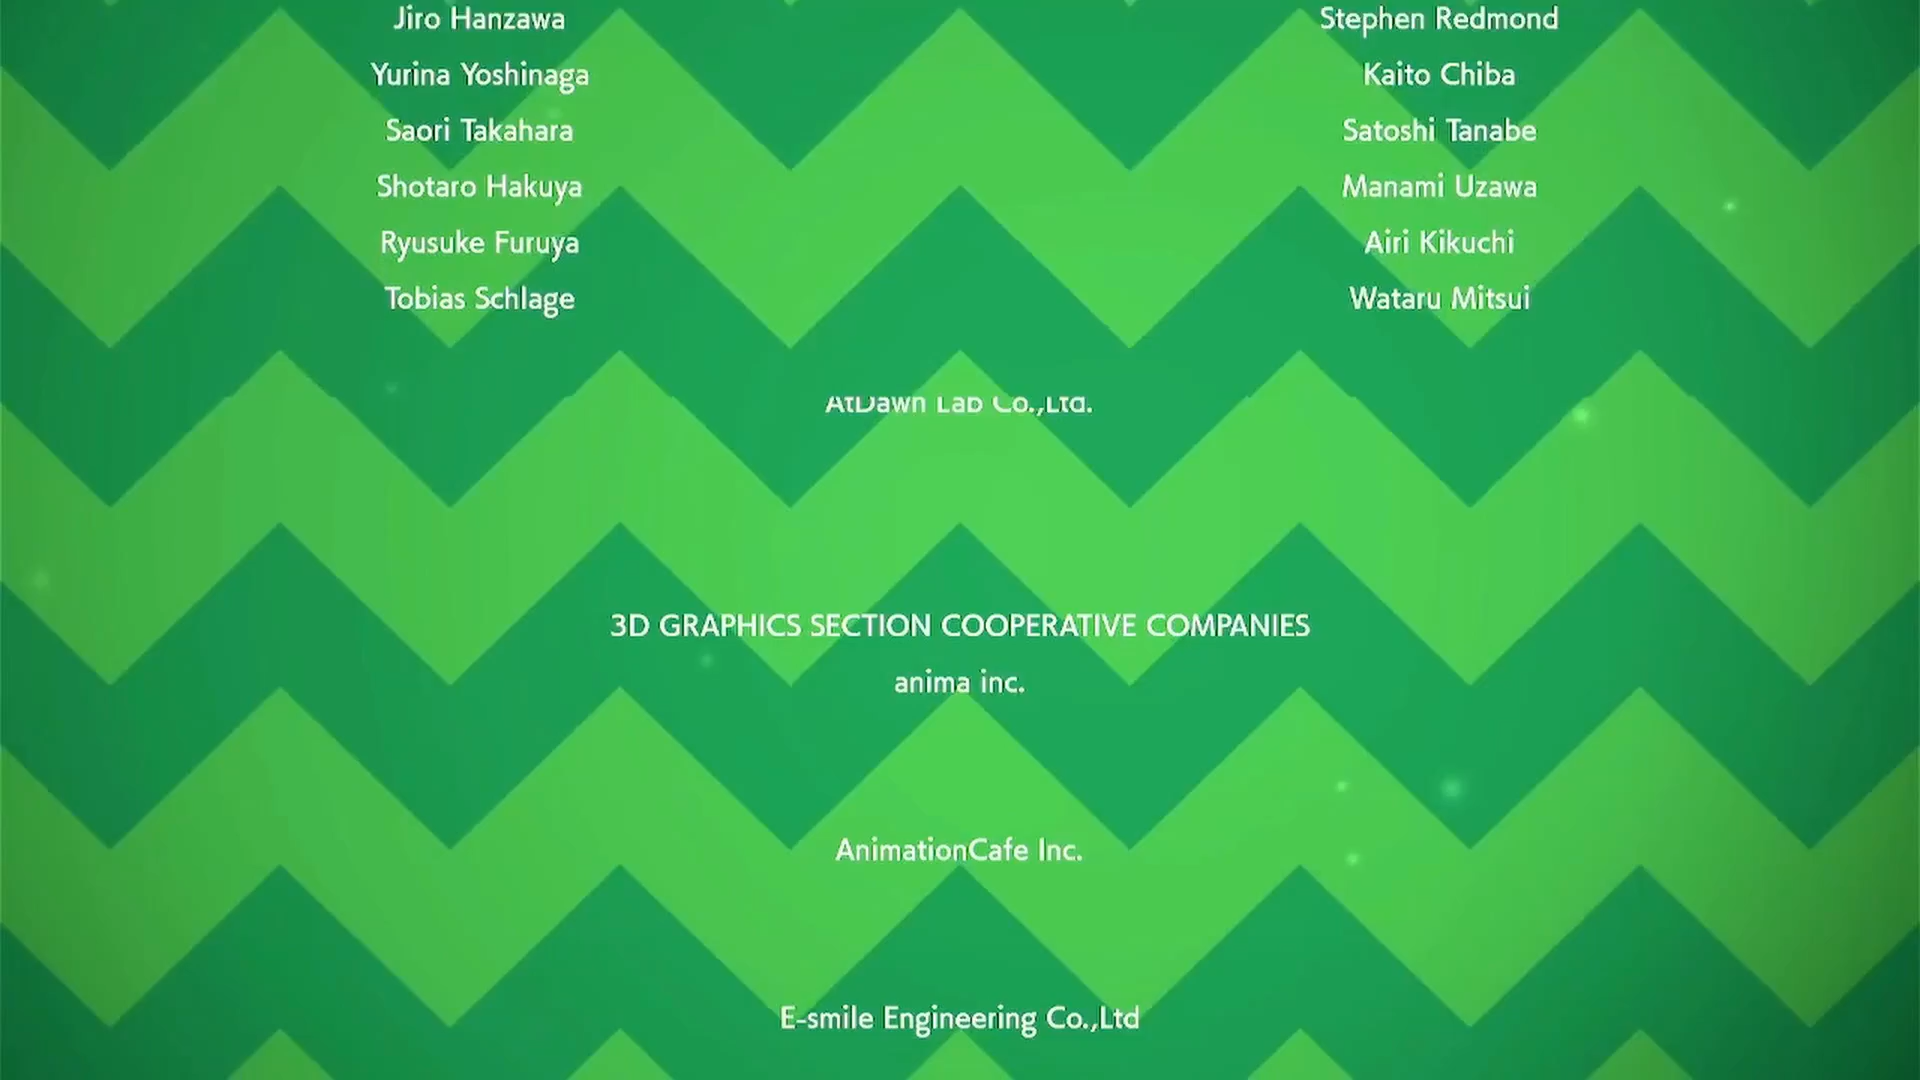 Jiro Hanzawa
Stephen Redmond
Yurina Yoshinaga
Kaito Chiba
Saori Takahara
Satoshi Tanabe
Shotaro Hakuya
Manami Uzawa
Ryusuke Furuya
Airi Kikuchi
Tobias Schlage
Wataru Mitsui
AtDawn Lab Co.,Ltd.
3D GRAPHICS SECTION COOPERATIVE COMPANIES
anima inc.
AnimationCafe Inc.
E-smile Engineering Co.,Ltd